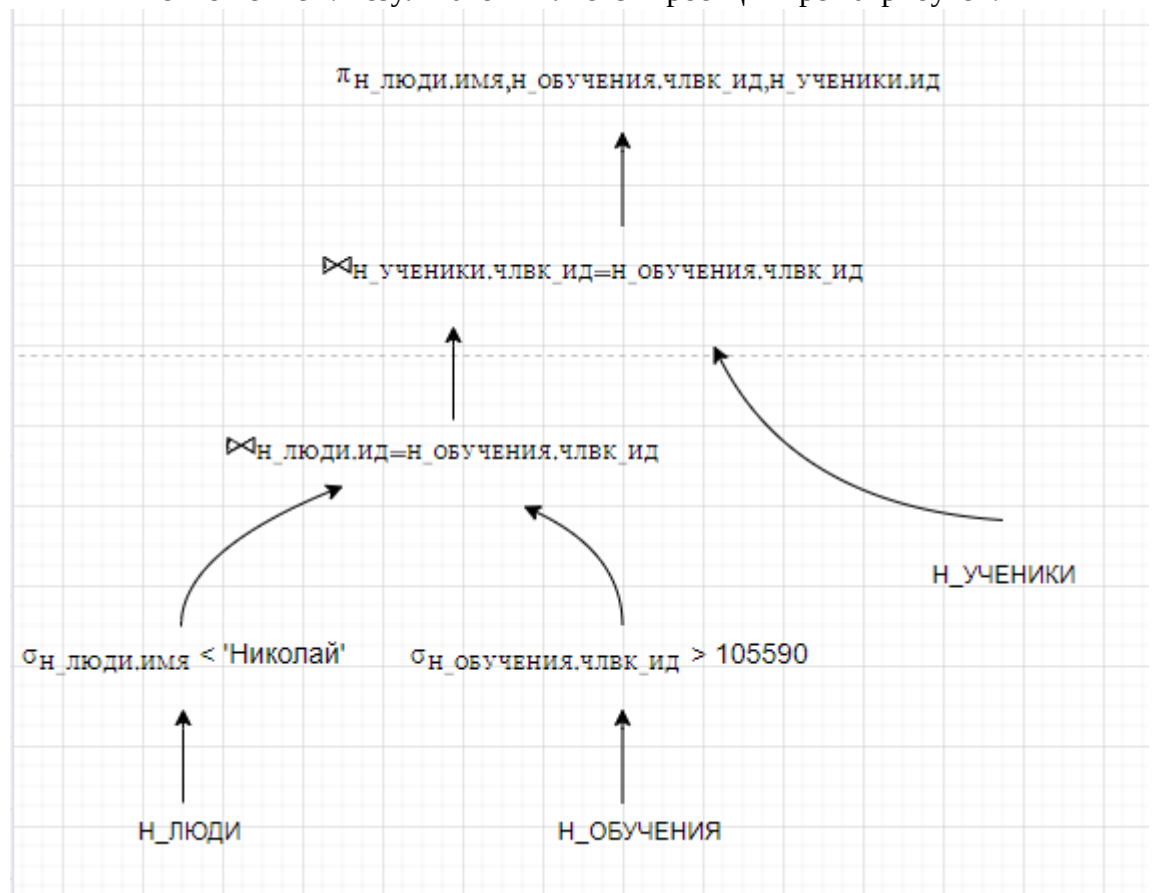 πН_ЛЮДИ.ИМЯ,Н_ОБУЧЕНИЯ.ЧЛВК_ИД,Н_УЧЕНИКИ.ИД
⋈Н_УЧЕНИКИ.ЧЛВК_ИД=Н_ОБУЧЕНИЯ.ЧЛВК_ИД
⋈Н_ЛЮДИ.ИД=Н_ОБУЧЕНИЯ.ЧЛВК_ИД
Н_УЧЕНИКИ
σН_ЛЮДИ.ИМЯ < 'Николай'
σН_ОБУЧЕНИЯ.ЧЛВК_ИД > 105590
Н_ЛЮДИ
Н_ОБУЧЕНИЯ